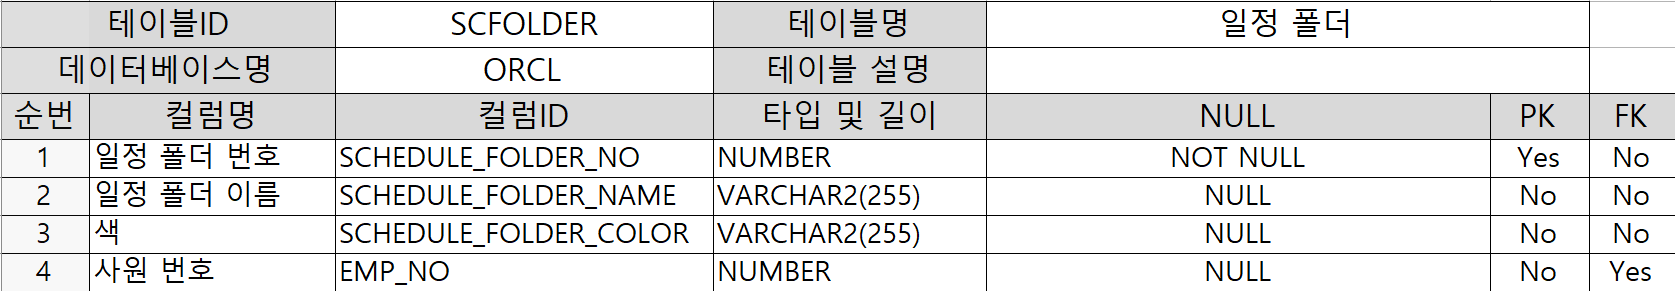 테이블ID SCFOLDER 테이블명 일정 폴더
데이터베이스명 ORCL 테이블 설명
순번 컬럼명 컬럼ID 타입 및 길이 NULL PK FK
1 일정 폴더 번호 SCHEDULE_FOLDER_NO NUMBER NOT NULL Yes No
2 일정 폴더 이름 SCHEDULE_FOLDER_NAME VARCHAR2(255) NULL No No
3 색 SCHEDULE_FOLDER_COLOR VARCHAR2(255) NULL No No
4 사원 번호 EMP_NO NUMBER NULL No Yes